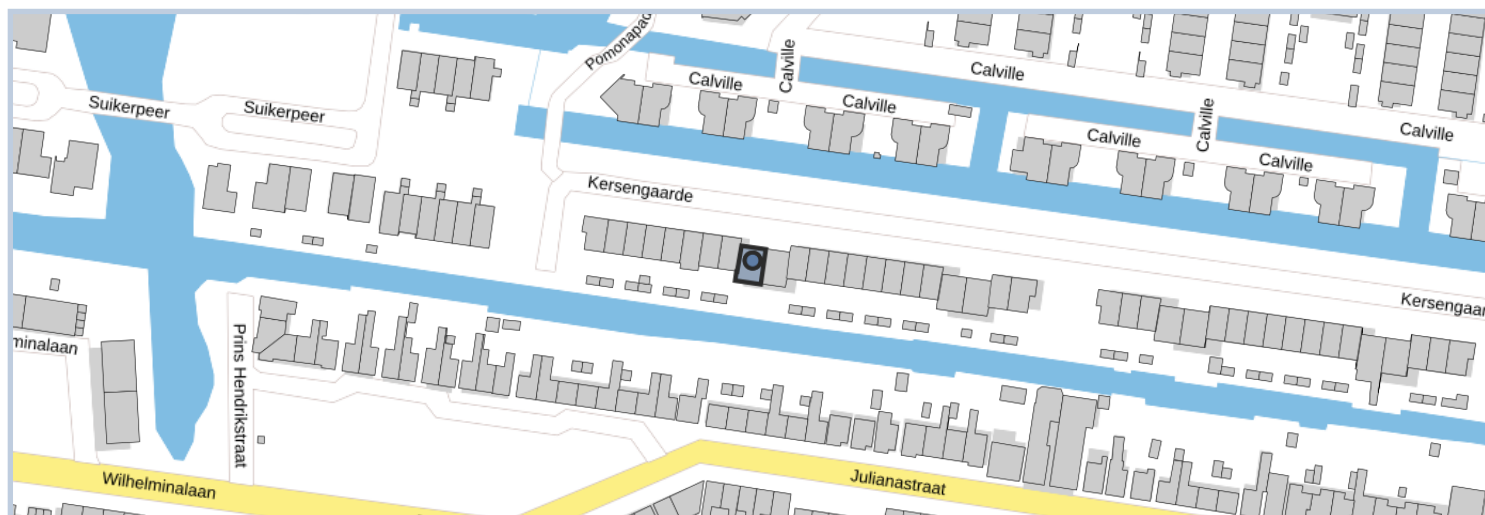 Pomonapad
Calville
Calville
Calville
Suikerpeer
Suikerpeer
Calville
Calville
Calville
Calville
Calville
Kersengaarde
Kersengaar
Prins Hendrikstraat
minalaan
Wilhelminalaan
Julianastraat